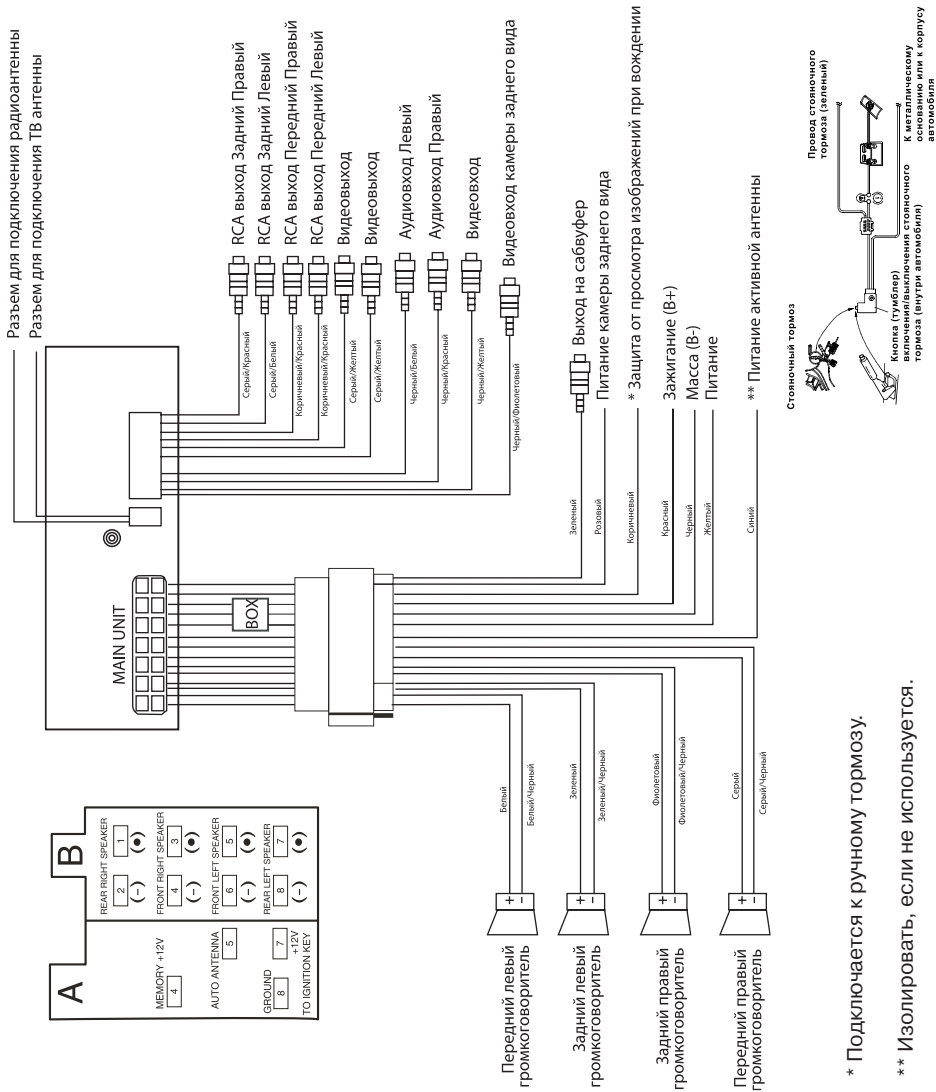 Разъем для подключения радиоантенны
Разъем для подключения ТВ антенны
MAIN UNIT
BOX
Серый/Красный
RCA выход Задний Правый
Серый/Белый
RCA выход Задний Левый
Коричневый/Красный
RCA выход Передний Правый
Коричневый/Красный
RCA выход Передний Левый
Серый/Желтый
Видеовыход
Серый/Желтый
Видеовыход
Черный/Белый
Аудиовход Левый
Черный/Красный
Аудиовход Правый
Черный/Желтый
Видеовход
Черный/Фиолетовый
Видеовход камеры заднего вида
Зеленый
Выход на сабвуфер
Розовый
Питание камеры заднего вида
Коричневый
* Защита от просмотра изображений при вождении
Красный
Зажигание (B+)
Черный
Масса (B-)
Желтый
Питание
Синий
** Питание активной антенны
Стояночный тормоз
Провод стояночного
тормоза (зеленый)
Кнопка (тумблер)
включения/выключения стояночного
тормоза (внутри автомобиля)
К металлическому
основанию или к корпусу
автомобиля
A
B
MEMORY +12V
4
AUTO ANTENNA
5
GROUND
8
7
+12V
TO IGNITION KEY
REAR RIGHT SPEAKER
2 1
(-) (●)
FRONT RIGHT SPEAKER
4 3
(-) (●)
FRONT LEFT SPEAKER
6 5
(-) (●)
REAR LEFT SPEAKER
8 7
(-) (●)
Передний левый
громкоговоритель
+
-
Белый
Белый/Черный
Задний левый
громкоговоритель
+
-
Зеленый
Зеленый/Черный
Задний правый
громкоговоритель
+
-
Фиолетовый
Фиолетовый/Черный
Передний правый
громкоговоритель
+
-
Серый
Серый/Черный
* Подключается к ручному тормозу.
** Изолировать, если не используется.